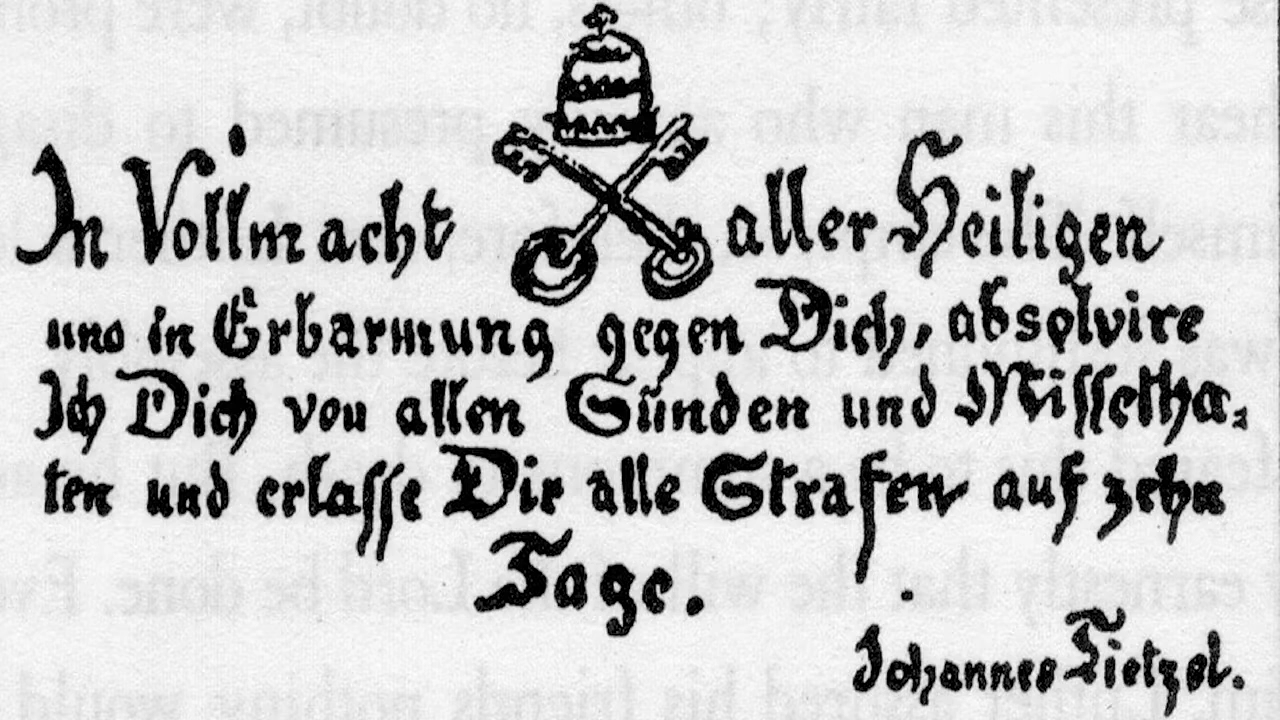 In Vollmacht aller Heiligen
und in Erbarmung gegen Dich, absolvire
Ich Dich von allen Sünden und Missetha⸗
ten und erlasse Dir alle Strafen auf zehn
Tage.
Johannes Tietzel.